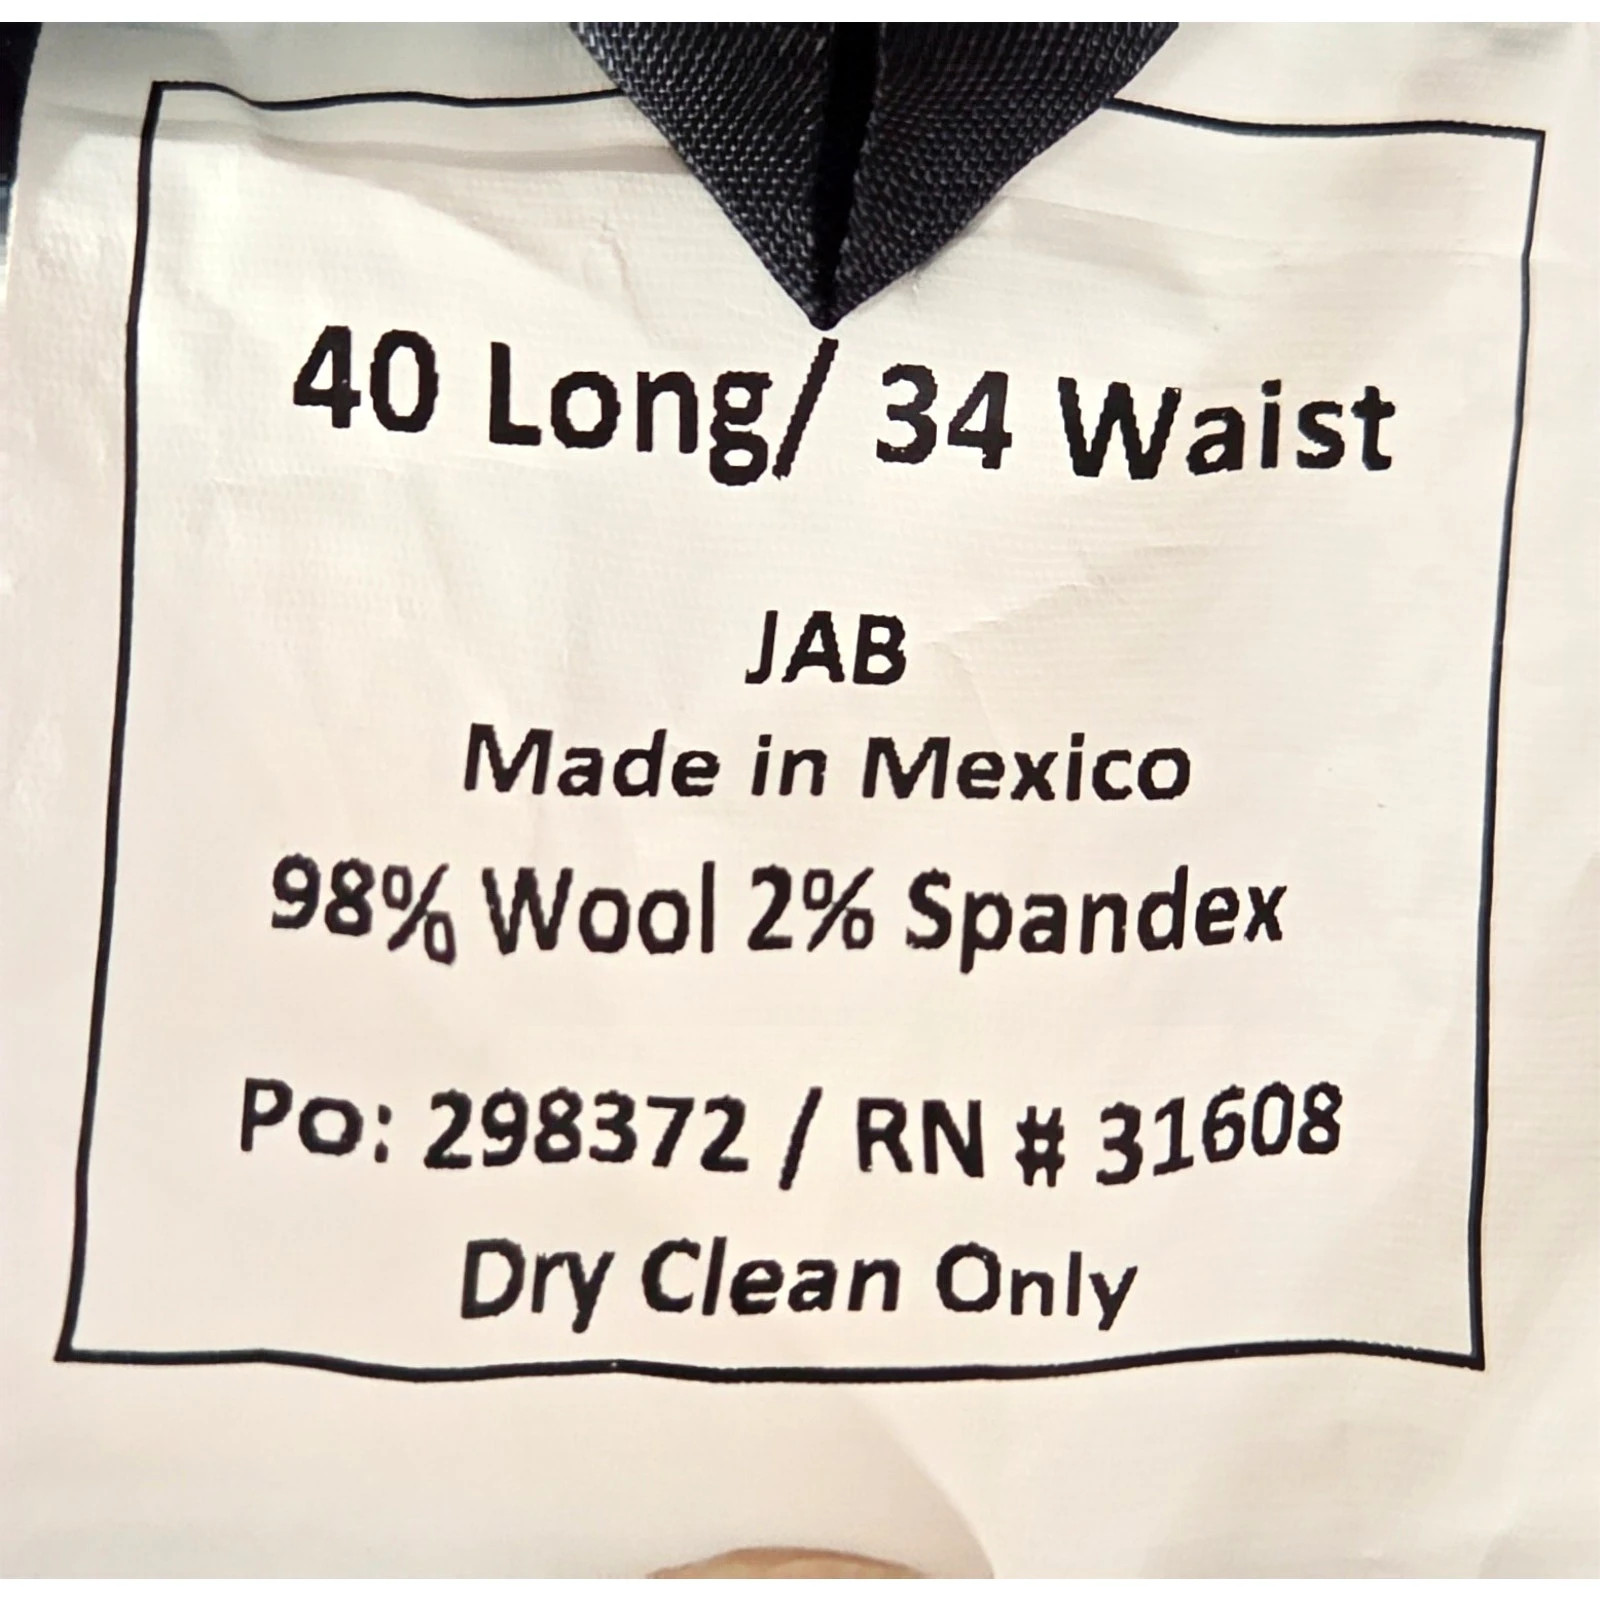 40 Long/ 34 Waist
JAB
Made in Mexico
98% Wool 2% Spandex
Po: 298372 / RN # 31608
Dry Clean Only